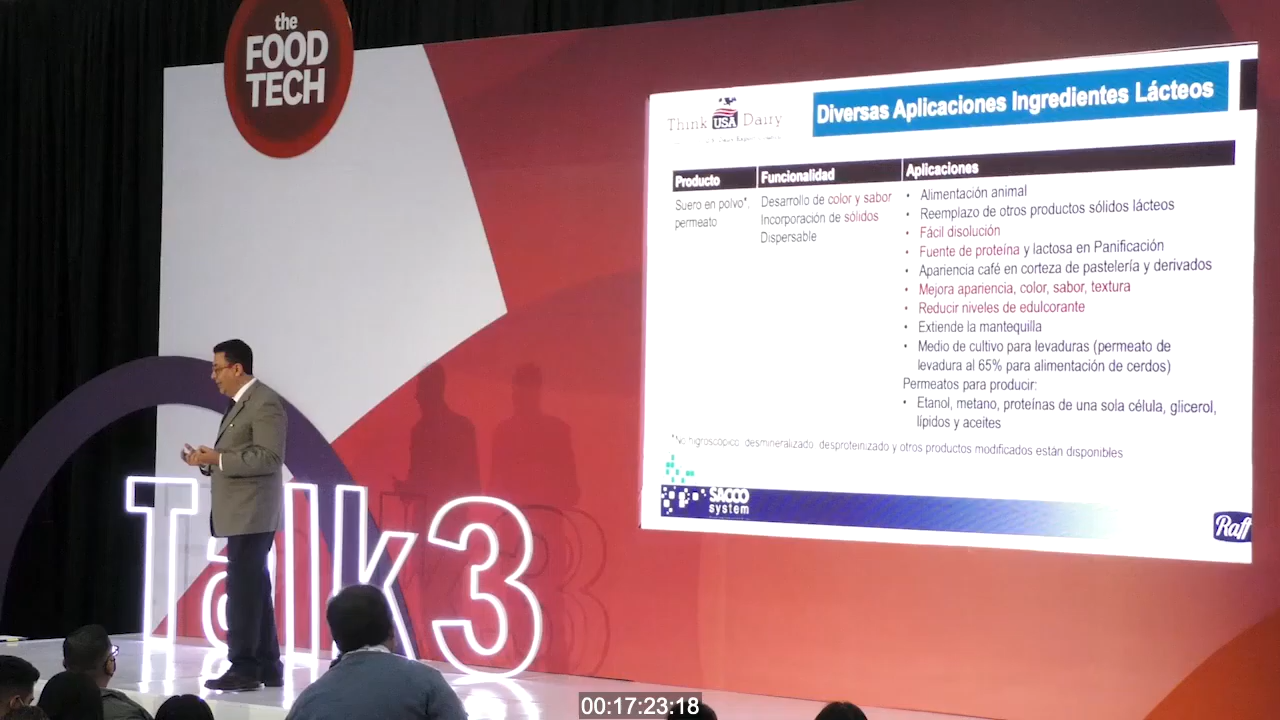 the
FOOD
TECH
Think USA Dairy
Diversas Aplicaciones Ingredientes Lácteos
Producto
Funcionalidad
Aplicaciones
Suero en polvo*,
permeato
Desarrollo de color y sabor
Incorporación de sólidos
Dispersable
• Alimentación animal
• Reemplazo de otros productos sólidos lácteos
• Fácil disolución
• Fuente de proteína y lactosa en Panificación
• Apariencia café en corteza de pastelería y derivados
• Mejora apariencia, color, sabor, textura
• Reducir niveles de edulcorante
• Extiende la mantequilla
• Medio de cultivo para levaduras (permeato de
levadura al 65% para alimentación de cerdos)
Permeatos para producir:
• Etanol, metano, proteínas de una sola célula, glicerol,
lípidos y aceites
*No higroscópico, desmineralizado, desproteinizado y otros productos modificados están disponibles
SACCO
system
Raff
Talk3
00:17:23:18